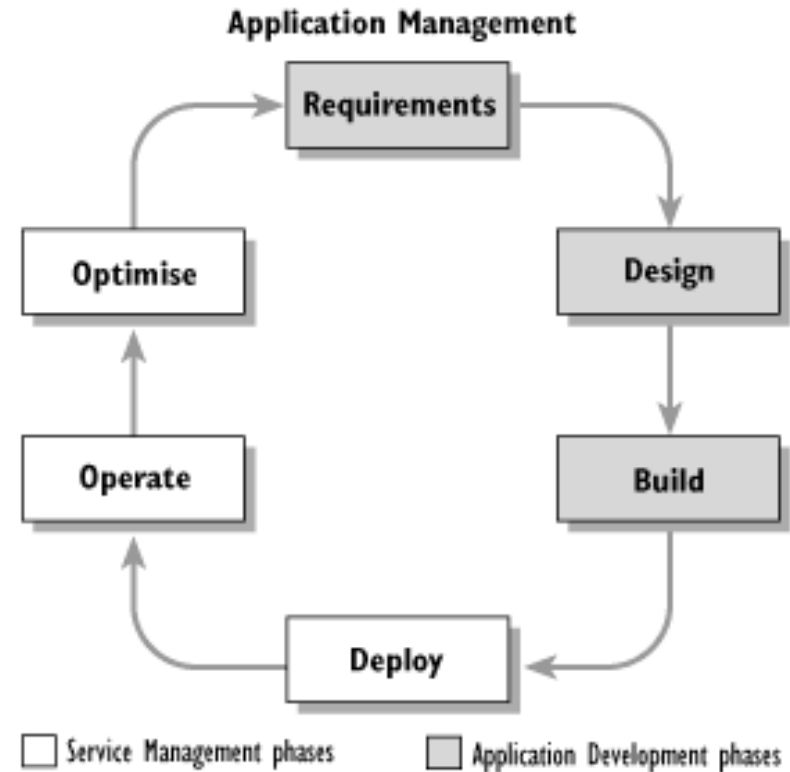 Application Management
Requirements
Design
Build
Deploy
Operate
Optimise
Service Management phases
Application Development phases